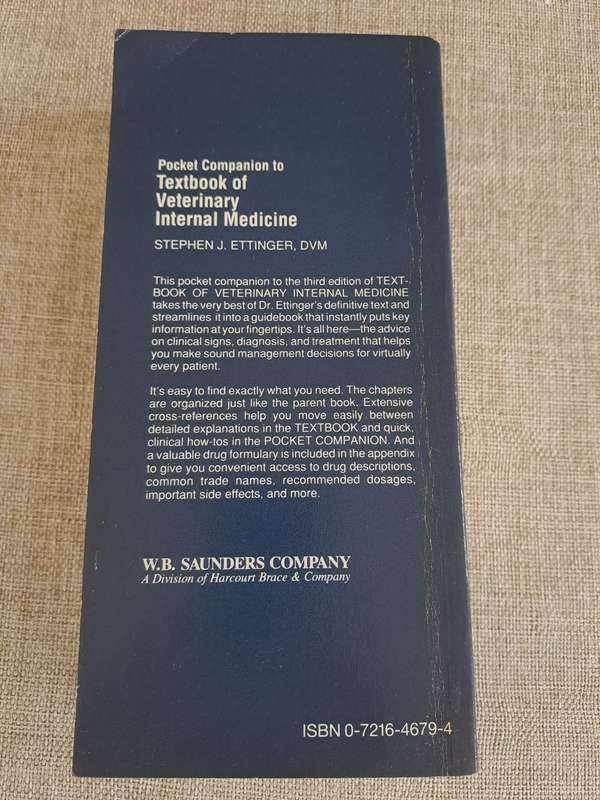 Pocket Companion to
Textbook of
Veterinary
Internal Medicine
STEPHEN J. ETTINGER, DVM
This pocket companion to the third edition of TEXT-
BOOK OF VETERINARY INTERNAL MEDICINE
takes the very best of Dr. Ettinger's definitive text and
streamlines it into a guidebook that instantly puts key
information at your fingertips. It's all here—the advice
on clinical signs, diagnosis, and treatment that helps
you make sound management decisions for virtually
every patient.
It's easy to find exactly what you need. The chapters
are organized just like the parent book. Extensive
cross-references help you move easily between
detailed explanations in the TEXTBOOK and quick,
clinical how-tos in the POCKET COMPANION. And
a valuable drug formulary is included in the appendix
to give you convenient access to drug descriptions,
common trade names, recommended dosages,
important side effects, and more.
W.B. SAUNDERS COMPANY
A Division of Harcourt Brace & Company
ISBN 0-7216-4679-4